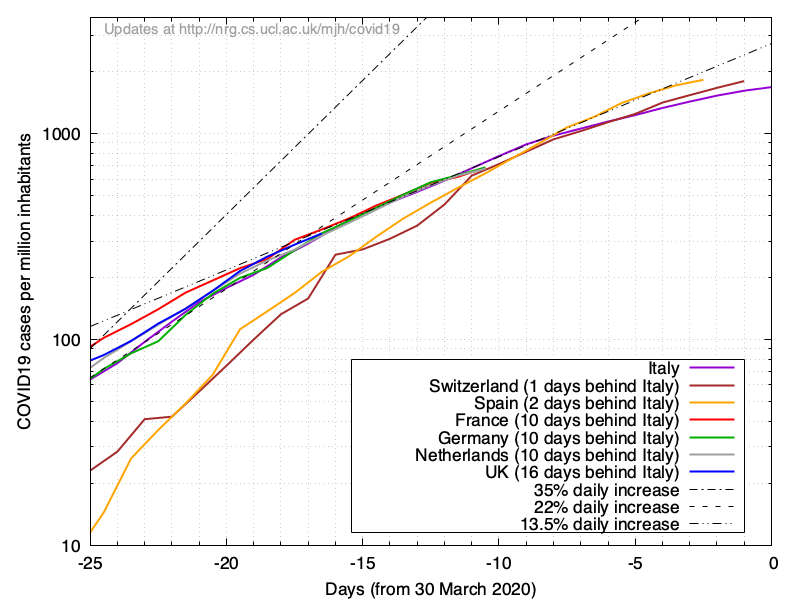 Updates at http://nrg.cs.ucl.ac.uk/mjh/covid19
COVID19 cases per million inhabitants
1000
100
10
Italy
Switzerland (1 days behind Italy)
Spain (2 days behind Italy)
France (10 days behind Italy)
Germany (10 days behind Italy)
Netherlands (10 days behind Italy)
UK (16 days behind Italy)
35% daily increase
22% daily increase
13.5% daily increase
-25 -20 -15 -10 -5 0
Days (from 30 March 2020)